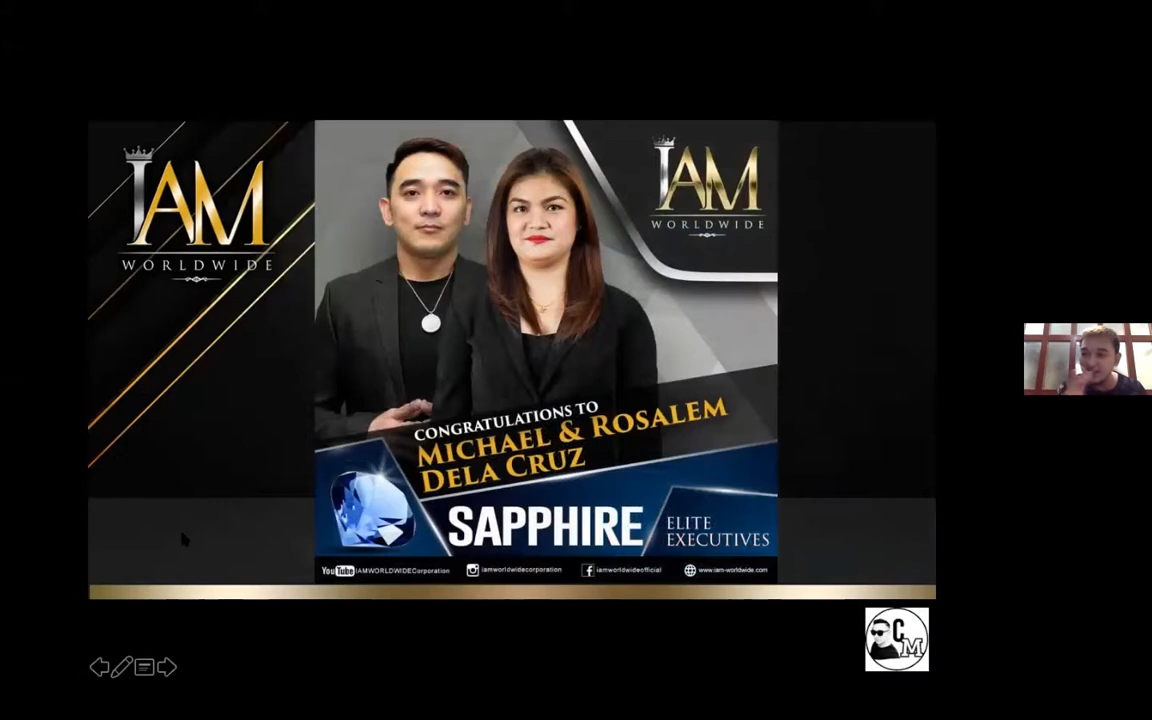 IAM
WORLDWIDE
IAM
WORLDWIDE
CONGRATULATIONS TO
MICHAEL & ROSALEM
DELA CRUZ
SAPPHIRE
ELITE
EXECUTIVES
YouTube IAMWORLDWIDECorporation
iamworldwidecorporation
iamworldwideofficial
www.iam-worldwide.com
CM